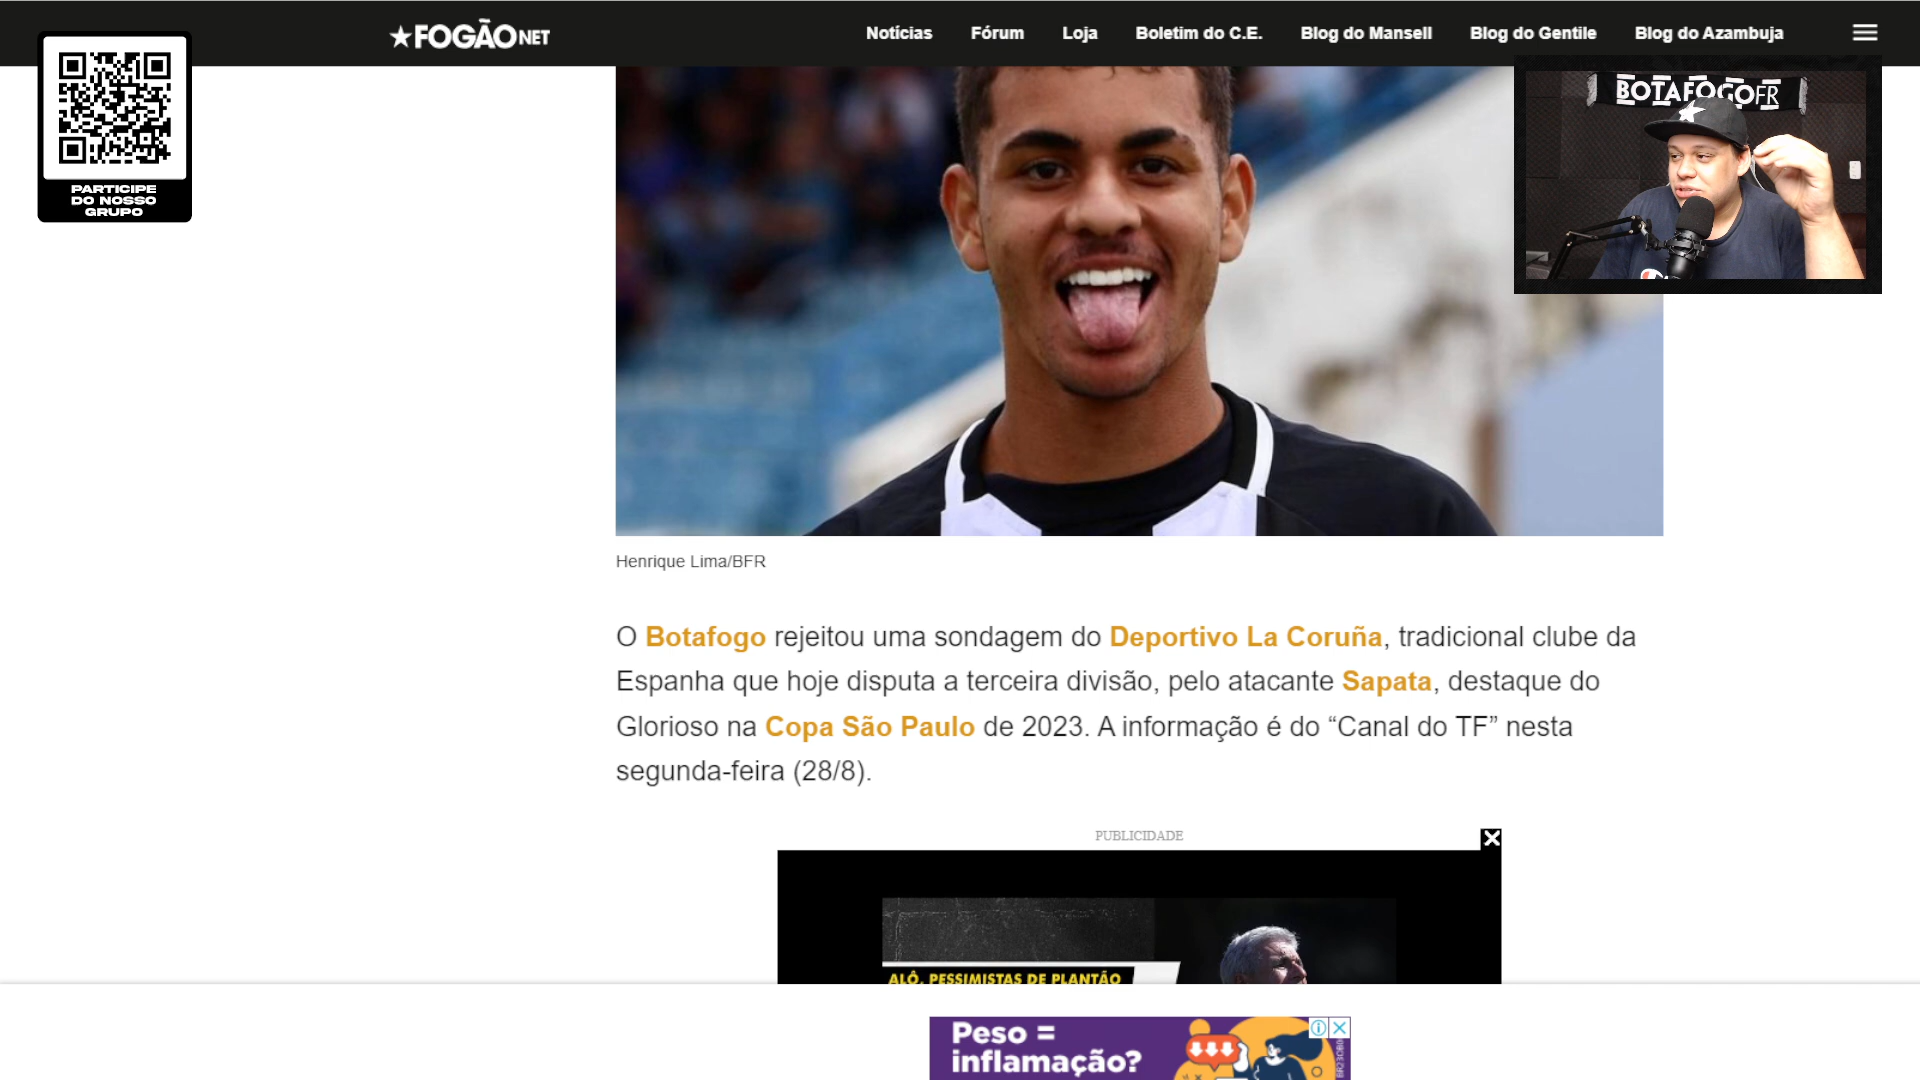 FOGÃO NET
Notícias
Fórum
Loja
Boletim do C.E.
Blog do Mansell
Blog do Gentile
Blog do Azambuja
PARTICIPE
DO NOSSO
GRUPO
BOTAFOGOFR
Henrique Lima/BFR
O Botafogo rejeitou uma sondagem do Deportivo La Coruña, tradicional clube da
Espanha que hoje disputa a terceira divisão, pelo atacante Sapata, destaque do
Glorioso na Copa São Paulo de 2023. A informação é do “Canal do TF” nesta
segunda-feira (28/8).
PUBLICIDADE
ALÔ, PESSIMISTAS DE PLANTÃO
Peso =
inflamação?